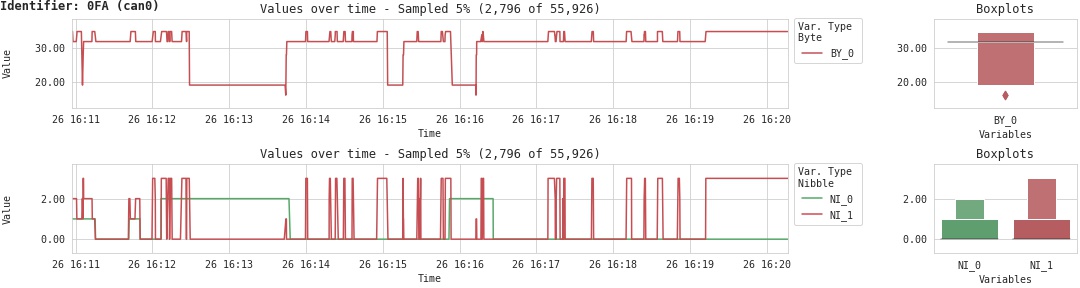 Identifier: 0FA (can0)
Values over time - Sampled 5% (2,796 of 55,926)
Value
30.00
20.00
26 16:11 26 16:12 26 16:13 26 16:14 26 16:15 26 16:16 26 16:17 26 16:18 26 16:19 26 16:20
Time
Var. Type
Byte
BY_0
Boxplots
30.00
20.00
BY_0
Variables
Values over time - Sampled 5% (2,796 of 55,926)
Value
2.00
0.00
26 16:11 26 16:12 26 16:13 26 16:14 26 16:15 26 16:16 26 16:17 26 16:18 26 16:19 26 16:20
Time
Var. Type
Nibble
NI_0
NI_1
Boxplots
2.00
0.00
NI_0 NI_1
Variables